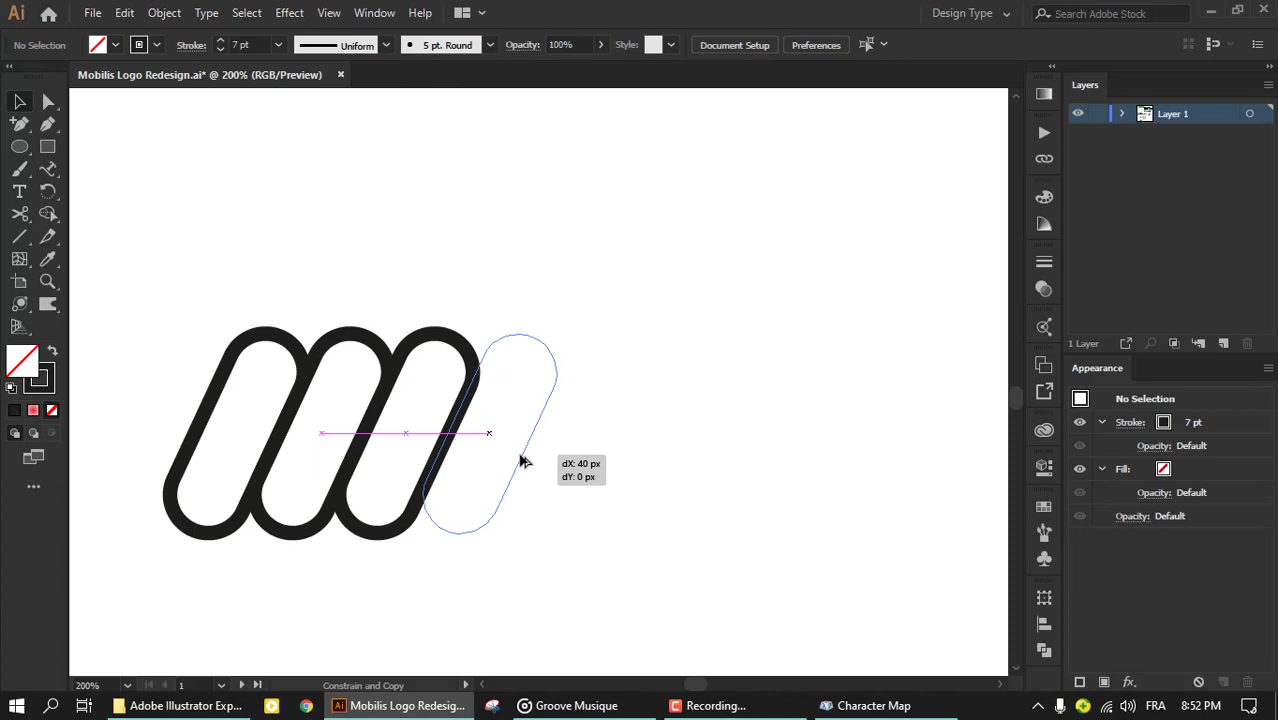 Ai File Edit Object Type Select Effect View Window Help Design Type Search Adobe Stock
No Selection Stroke: 7 pt Uniform 5 pt. Round Opacity: 100% Style: Document Setup Preferences
Mobilis Logo Redesign.ai* @ 200% (RGB/Preview)
Layers
Layer 1
1 Layer
Appearance
No Selection
Stroke: 7 pt
Opacity: Default
Fill:
Opacity: Default
Opacity: Default
dX: 40 px
dY: 0 px
200% 1 Constrain and Copy
Adobe Illustrator Exp... Mobilis Logo Redesig... Groove Musique Recording... Character Map FR 8:52 PM